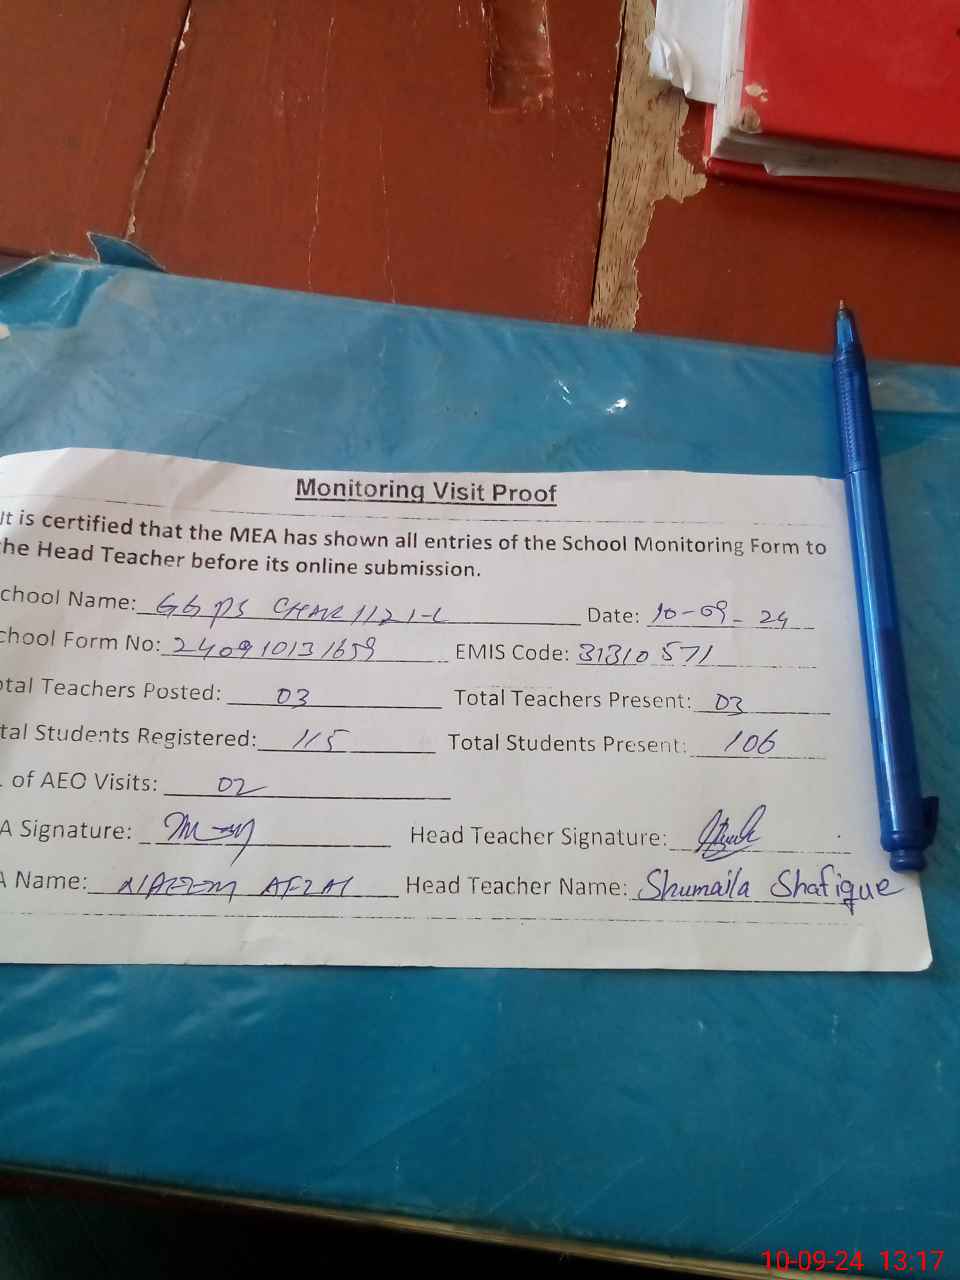 Monitoring Visit Proof
It is certified that the MEA has shown all entries of the School Monitoring Form to
he Head Teacher before its online submission.
chool Name: GGPS CHAK 112 1-L Date: 10-09-24
chool Form No: 2409 10131659 EMIS Code: 31310571
otal Teachers Posted: 03 Total Teachers Present: 03
tal Students Registered: 115 Total Students Present: 106
. of AEO Visits: 02
A Signature: Head Teacher Signature:
A Name: NAEEM AFZAL Head Teacher Name: Shumaila Shafique
10-09-24 13:17